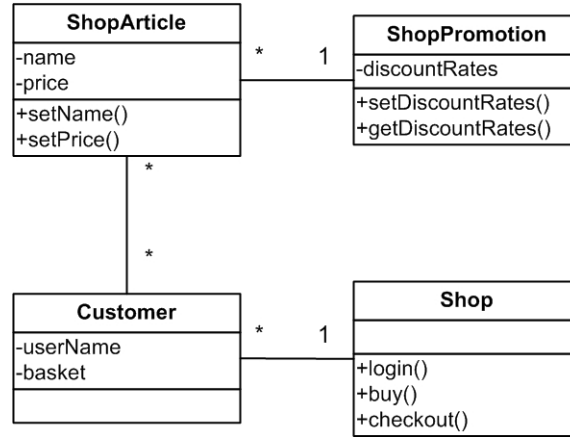 ShopArticle
-name
-price
+setName()
+setPrice()
* 1
ShopPromotion
-discountRates
+setDiscountRates()
+getDiscountRates()
*
*
Customer
-userName
-basket
* 1
Shop
+login()
+buy()
+checkout()